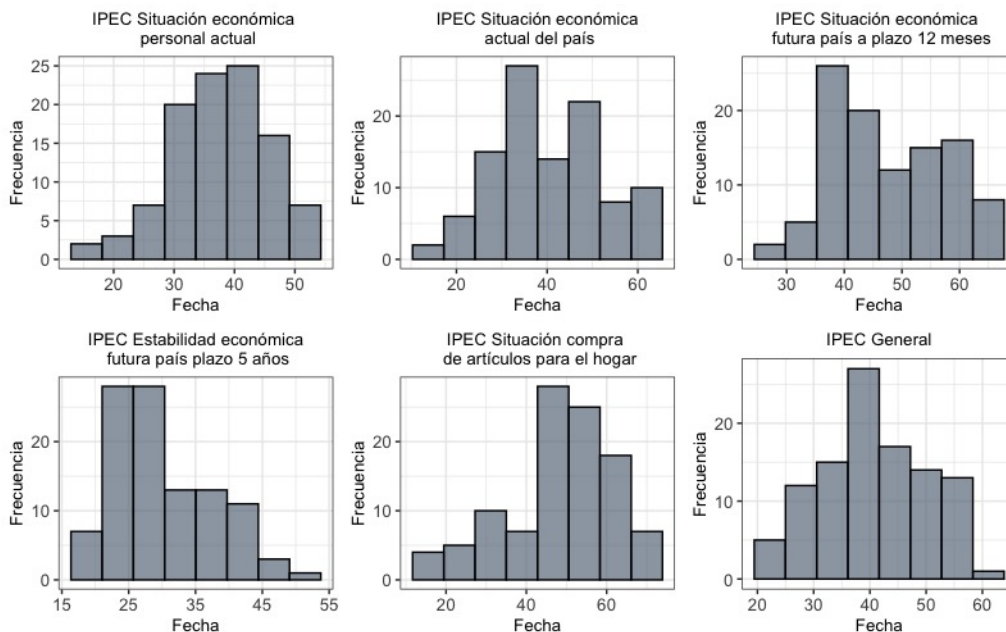 IPEC Situación económica
personal actual
25
20
15
10
5
0
Frecuencia
20
30
40
50
Fecha
IPEC Situación económica
actual del país
20
10
0
Frecuencia
20
40
60
Fecha
IPEC Situación económica
futura país a plazo 12 meses
20
10
0
Frecuencia
30
40
50
60
Fecha
IPEC Estabilidad económica
futura país plazo 5 años
20
10
0
Frecuencia
15
25
35
45
55
Fecha
IPEC Situación compra
de artículos para el hogar
20
10
0
Frecuencia
20
40
60
Fecha
IPEC General
20
10
0
Frecuencia
20
30
40
50
60
Fecha